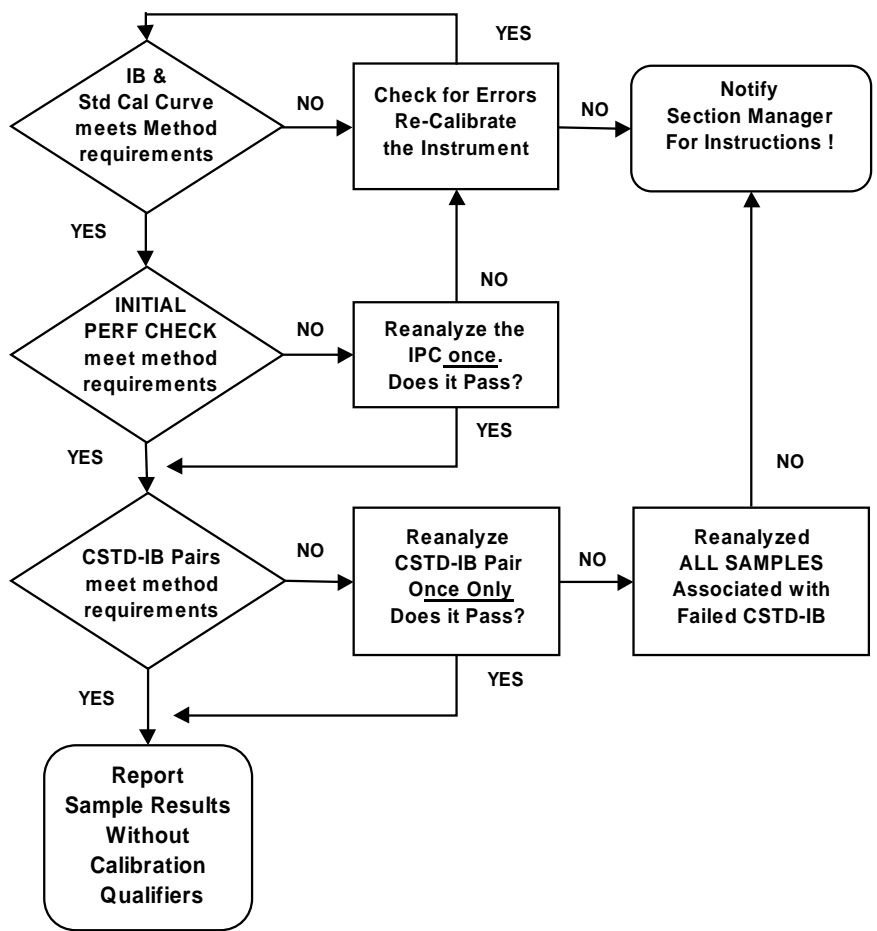 YES
IB &
Std Cal Curve
meets Method
requirements
NO
Check for Errors
Re-Calibrate
the Instrument
NO
Notify
Section Manager
For Instructions !
YES
NO
INITIAL
PERF CHECK
meet method
requirements
NO
Reanalyze the
IPC once.
Does it Pass?
YES
YES
NO
CSTD-IB Pairs
meet method
requirements
NO
Reanalyze
CSTD-IB Pair
Once Only
Does it Pass?
NO
Reanalyzed
ALL SAMPLES
Associated with
Failed CSTD-IB
YES
YES
Report
Sample Results
Without
Calibration
Qualifiers